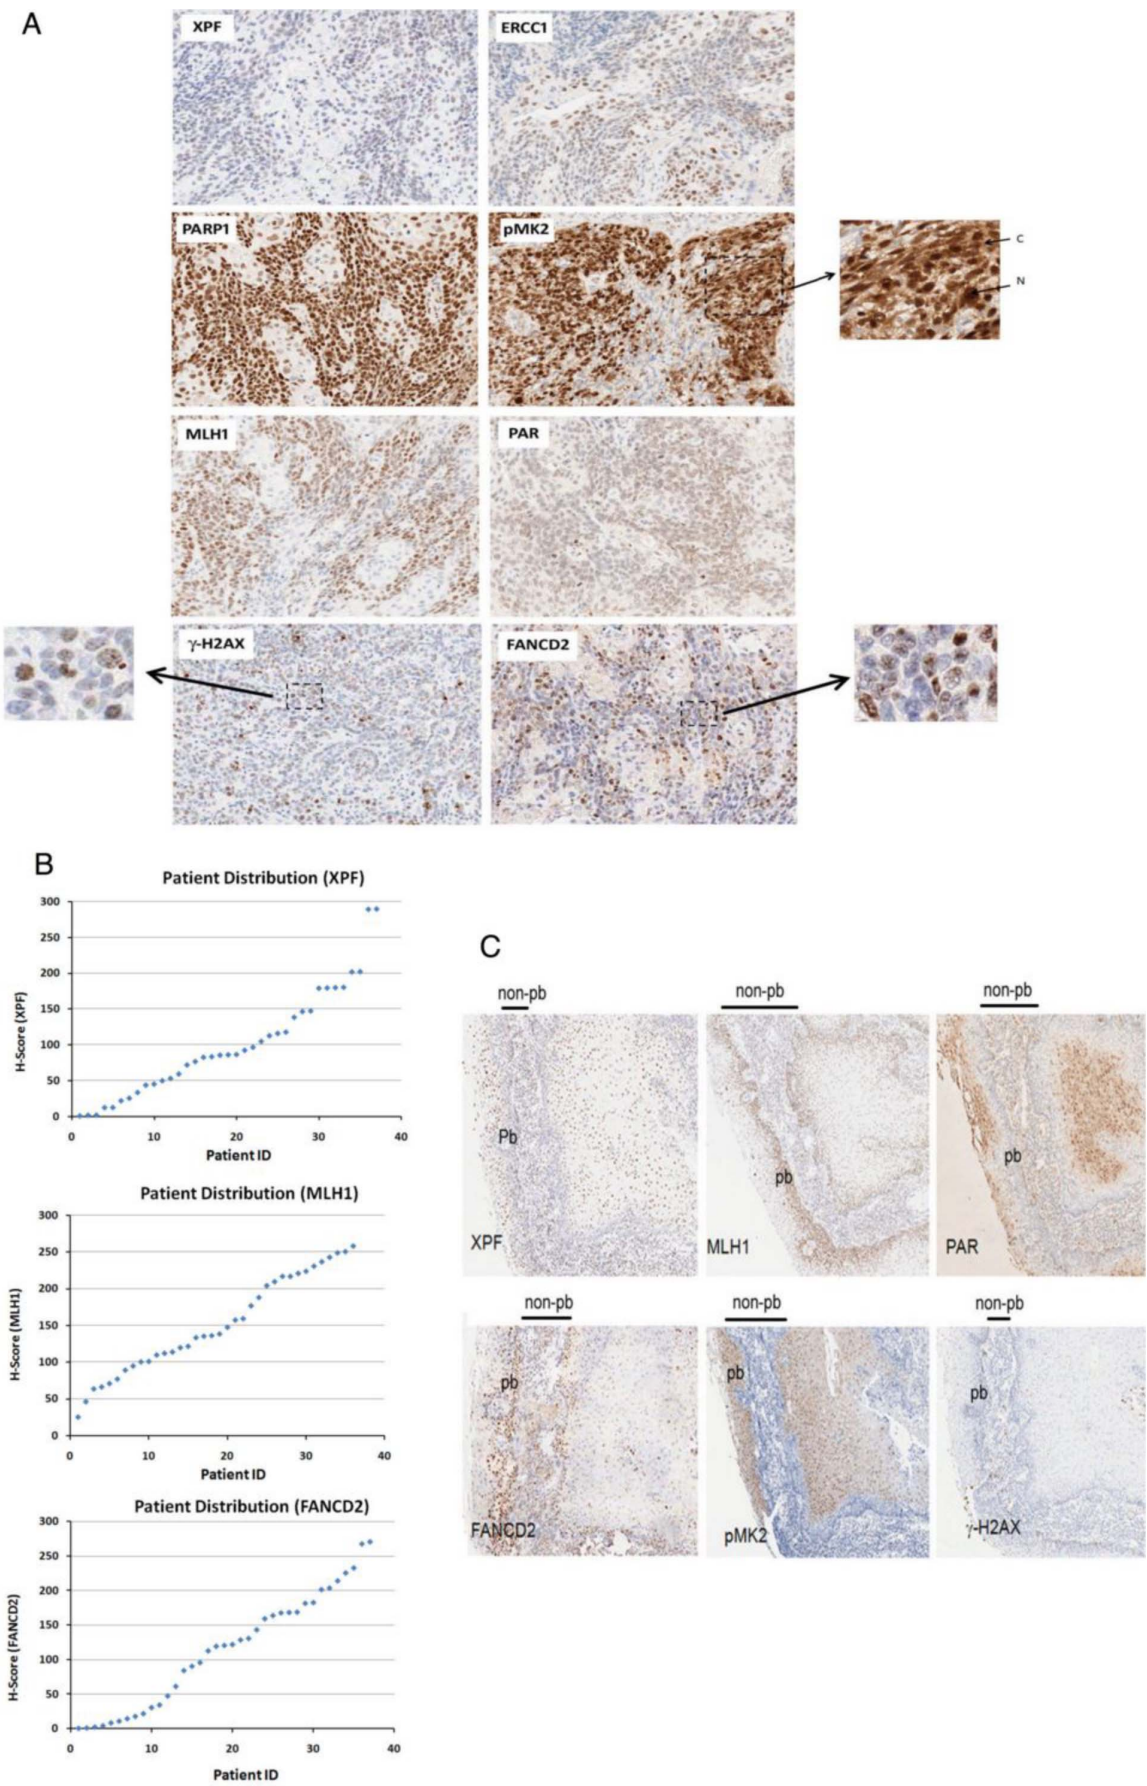 A
XPF
ERCC1
PARP1
pMK2
C
N
MLH1
PAR
γ-H2AX
FANCD2
B
Patient Distribution (XPF)
300
250
200
150
100
50
0
H-Score (XPF)
0 10 20 30 40
Patient ID
Patient Distribution (MLH1)
300
250
200
150
100
50
0
H-Score (MLH1)
0 10 20 30 40
Patient ID
Patient Distribution (FANCD2)
300
250
200
150
100
50
0
H-Score (FANCD2)
0 10 20 30 40
Patient ID
C
non-pb
non-pb
non-pb
Pb
pb
pb
XPF
MLH1
PAR
non-pb
non-pb
non-pb
pb
pb
pb
FANCD2
pMK2
γ-H2AX